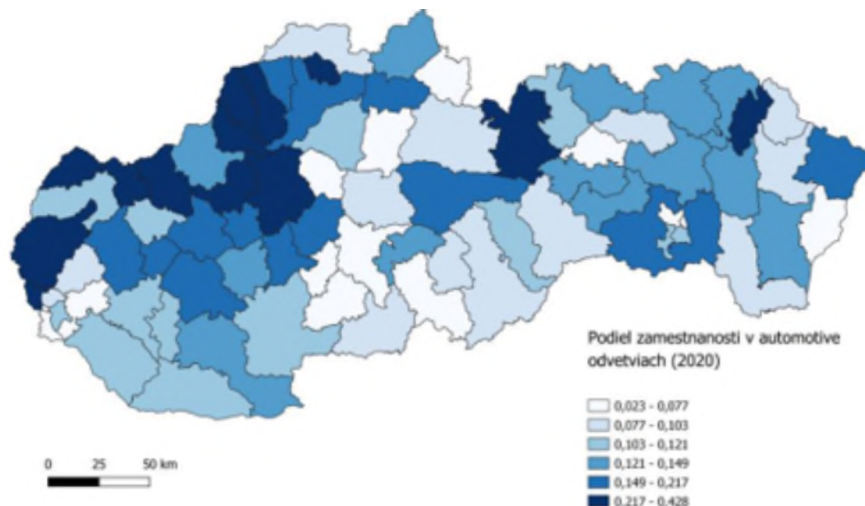 Podiel zamestnanosti v automotive
odvetviach (2020)
0,023 - 0,077
0,077 - 0,103
0,103 - 0,121
0,121 - 0,149
0,149 - 0,217
0,217 - 0,428
0 25 50 km